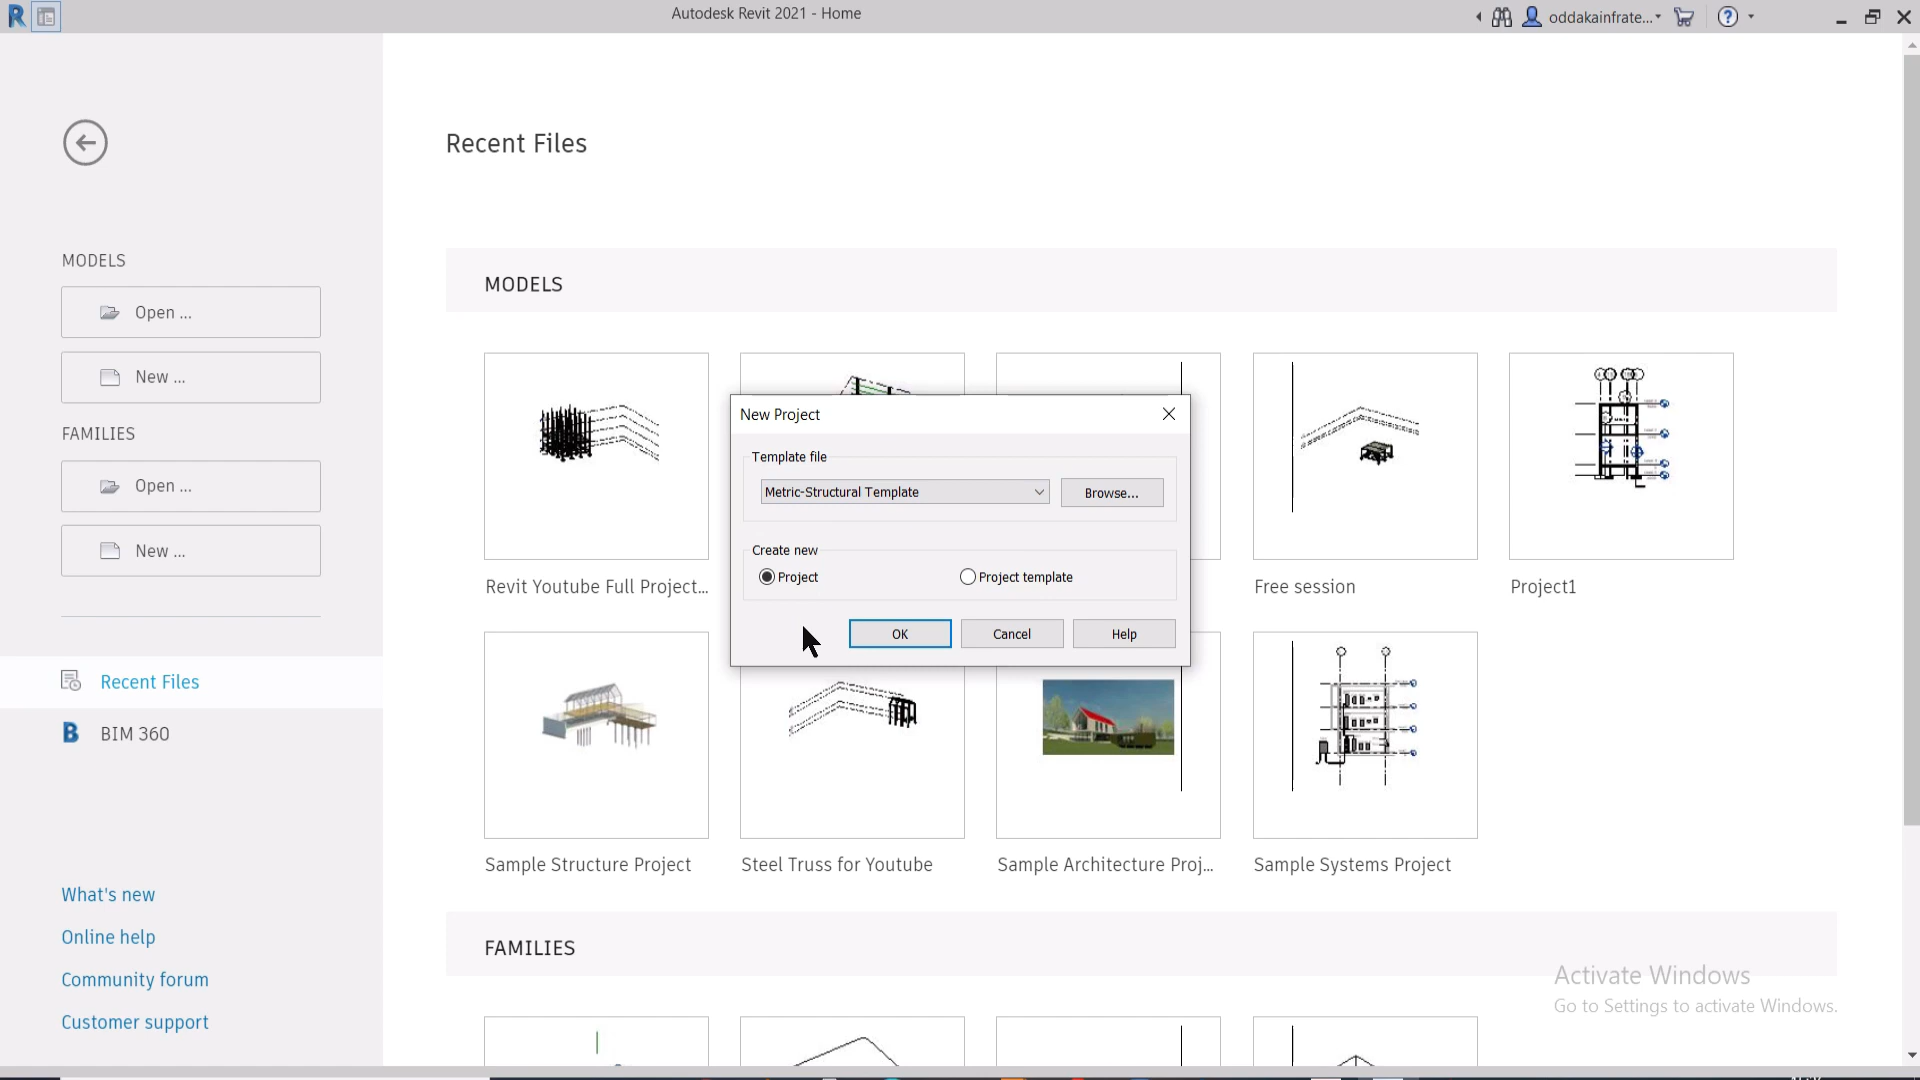 Autodesk Revit 2021 - Home
oddakainfrate...
Recent Files
MODELS
Open ...
New ...
FAMILIES
Open ...
New ...
Recent Files
BIM 360
What's new
Online help
Community forum
Customer support
MODELS
Revit Youtube Full Project...
Free session
Project1
New Project
Template file
Metric-Structural Template
Browse...
Create new
Project
Project template
OK
Cancel
Help
Sample Structure Project
Steel Truss for Youtube
Sample Architecture Proj...
Sample Systems Project
FAMILIES
Activate Windows
Go to Settings to activate Windows.